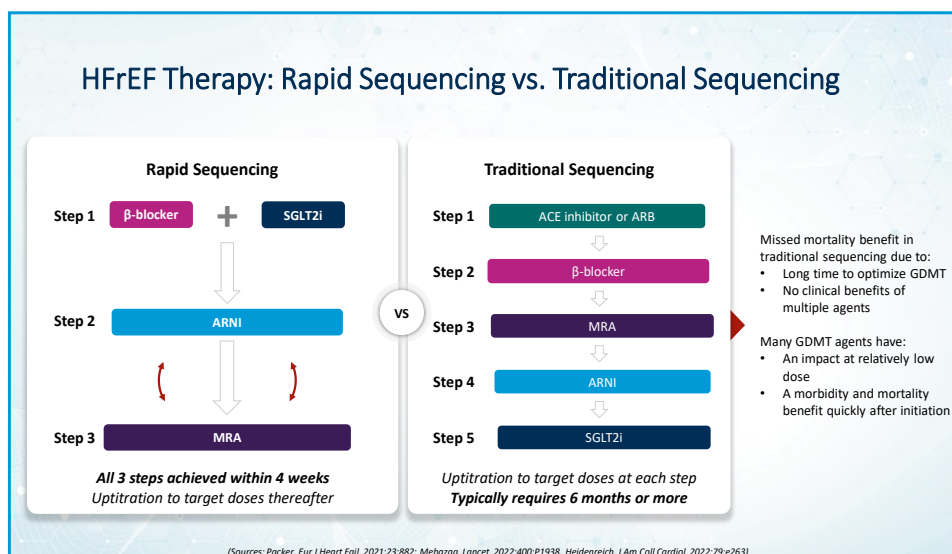 HFrEF Therapy: Rapid Sequencing vs. Traditional Sequencing
Rapid Sequencing
Step 1
β-blocker
+
SGLT2i
Step 2
ARNI
Step 3
MRA
All 3 steps achieved within 4 weeks
Uptitration to target doses thereafter
VS
Traditional Sequencing
Step 1
ACE inhibitor or ARB
Step 2
β-blocker
Step 3
MRA
Step 4
ARNI
Step 5
SGLT2i
Uptitration to target doses at each step
Typically requires 6 months or more
Missed mortality benefit in
traditional sequencing due to:
• Long time to optimize GDMT
• No clinical benefits of
multiple agents
Many GDMT agents have:
• An impact at relatively low
dose
• A morbidity and mortality
benefit quickly after initiation
(Sources: Packer. Eur J Heart Fail. 2021;23:882; Mebazaa. Lancet. 2022;400:P1938. Heidenreich. J Am Coll Cardiol. 2022;79:e263)